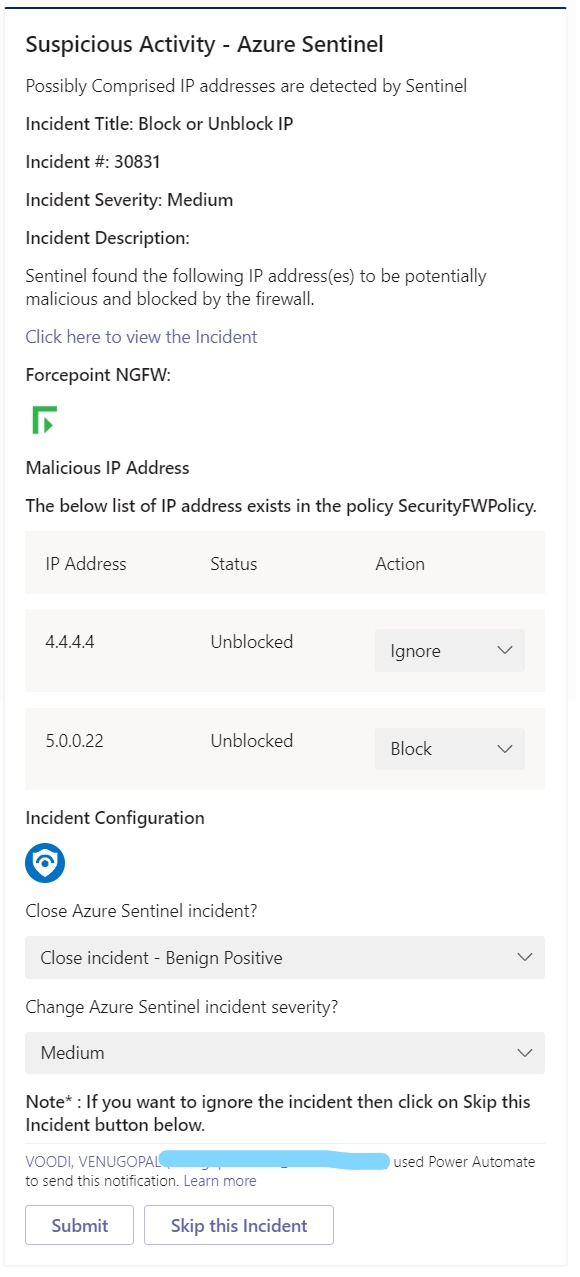 Suspicious Activity - Azure Sentinel
Possibly Comprised IP addresses are detected by Sentinel
Incident Title: Block or Unblock IP
Incident #: 30831
Incident Severity: Medium
Incident Description:
Sentinel found the following IP address(es) to be potentially
malicious and blocked by the firewall.
Click here to view the Incident
Forcepoint NGFW:
Malicious IP Address
The below list of IP address exists in the policy SecurityFWPolicy.
IP Address Status Action
4.4.4.4 Unblocked Ignore
5.0.0.22 Unblocked Block
Incident Configuration
Close Azure Sentinel incident?
Close incident - Benign Positive
Change Azure Sentinel incident severity?
Medium
Note* : If you want to ignore the incident then click on Skip this
Incident button below.
VOODI, VENUGOPAL used Power Automate
to send this notification. Learn more
Submit Skip this Incident